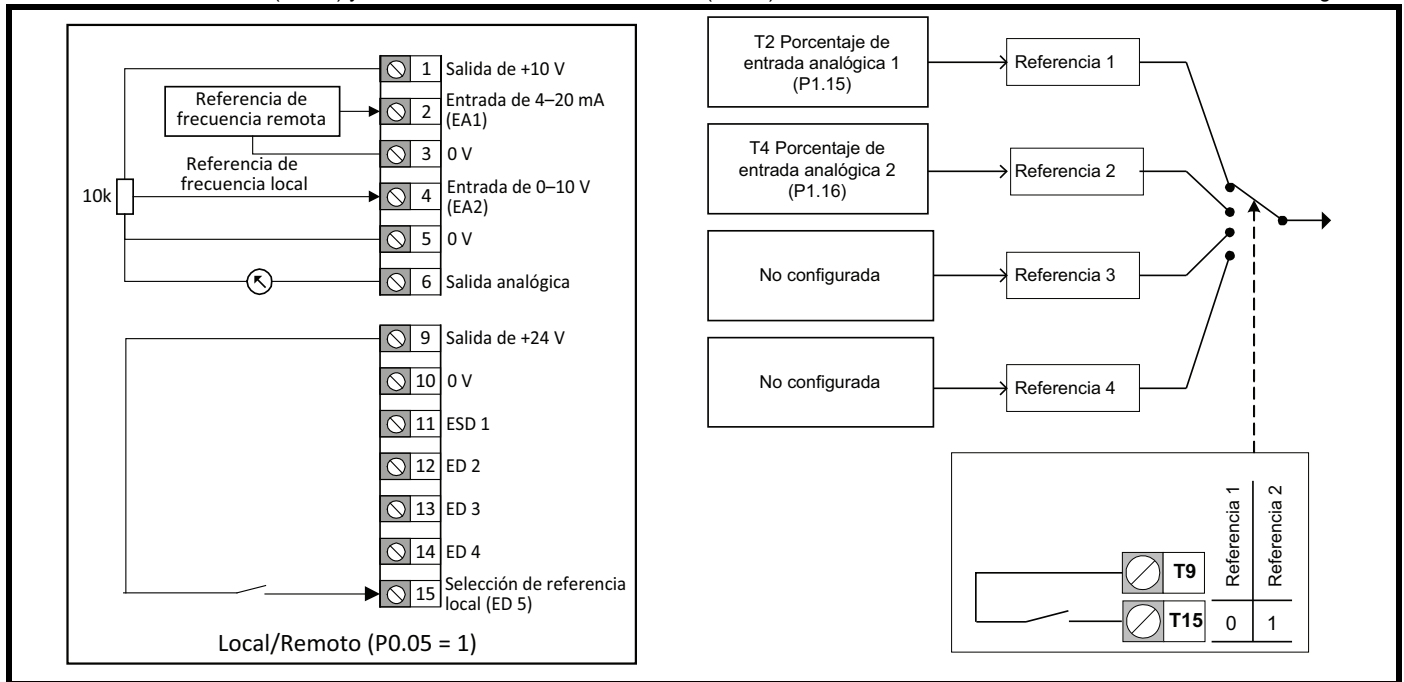 1 Salida de +10 V
Referencia de
frecuencia remota
2 Entrada de 4–20 mA
(EA1)
3 0 V
Referencia de
frecuencia local
10k
4 Entrada de 0–10 V
(EA2)
5 0 V
6 Salida analógica
9 Salida de +24 V
10 0 V
11 ESD 1
12 ED 2
13 ED 3
14 ED 4
15 Selección de referencia
local (ED 5)
Local/Remoto (P0.05 = 1)
T2 Porcentaje de
entrada analógica 1
(P1.15)
Referencia 1
T4 Porcentaje de
entrada analógica 2
(P1.16)
Referencia 2
No configurada
Referencia 3
No configurada
Referencia 4
Referencia 1
Referencia 2
T9
T15 0 1